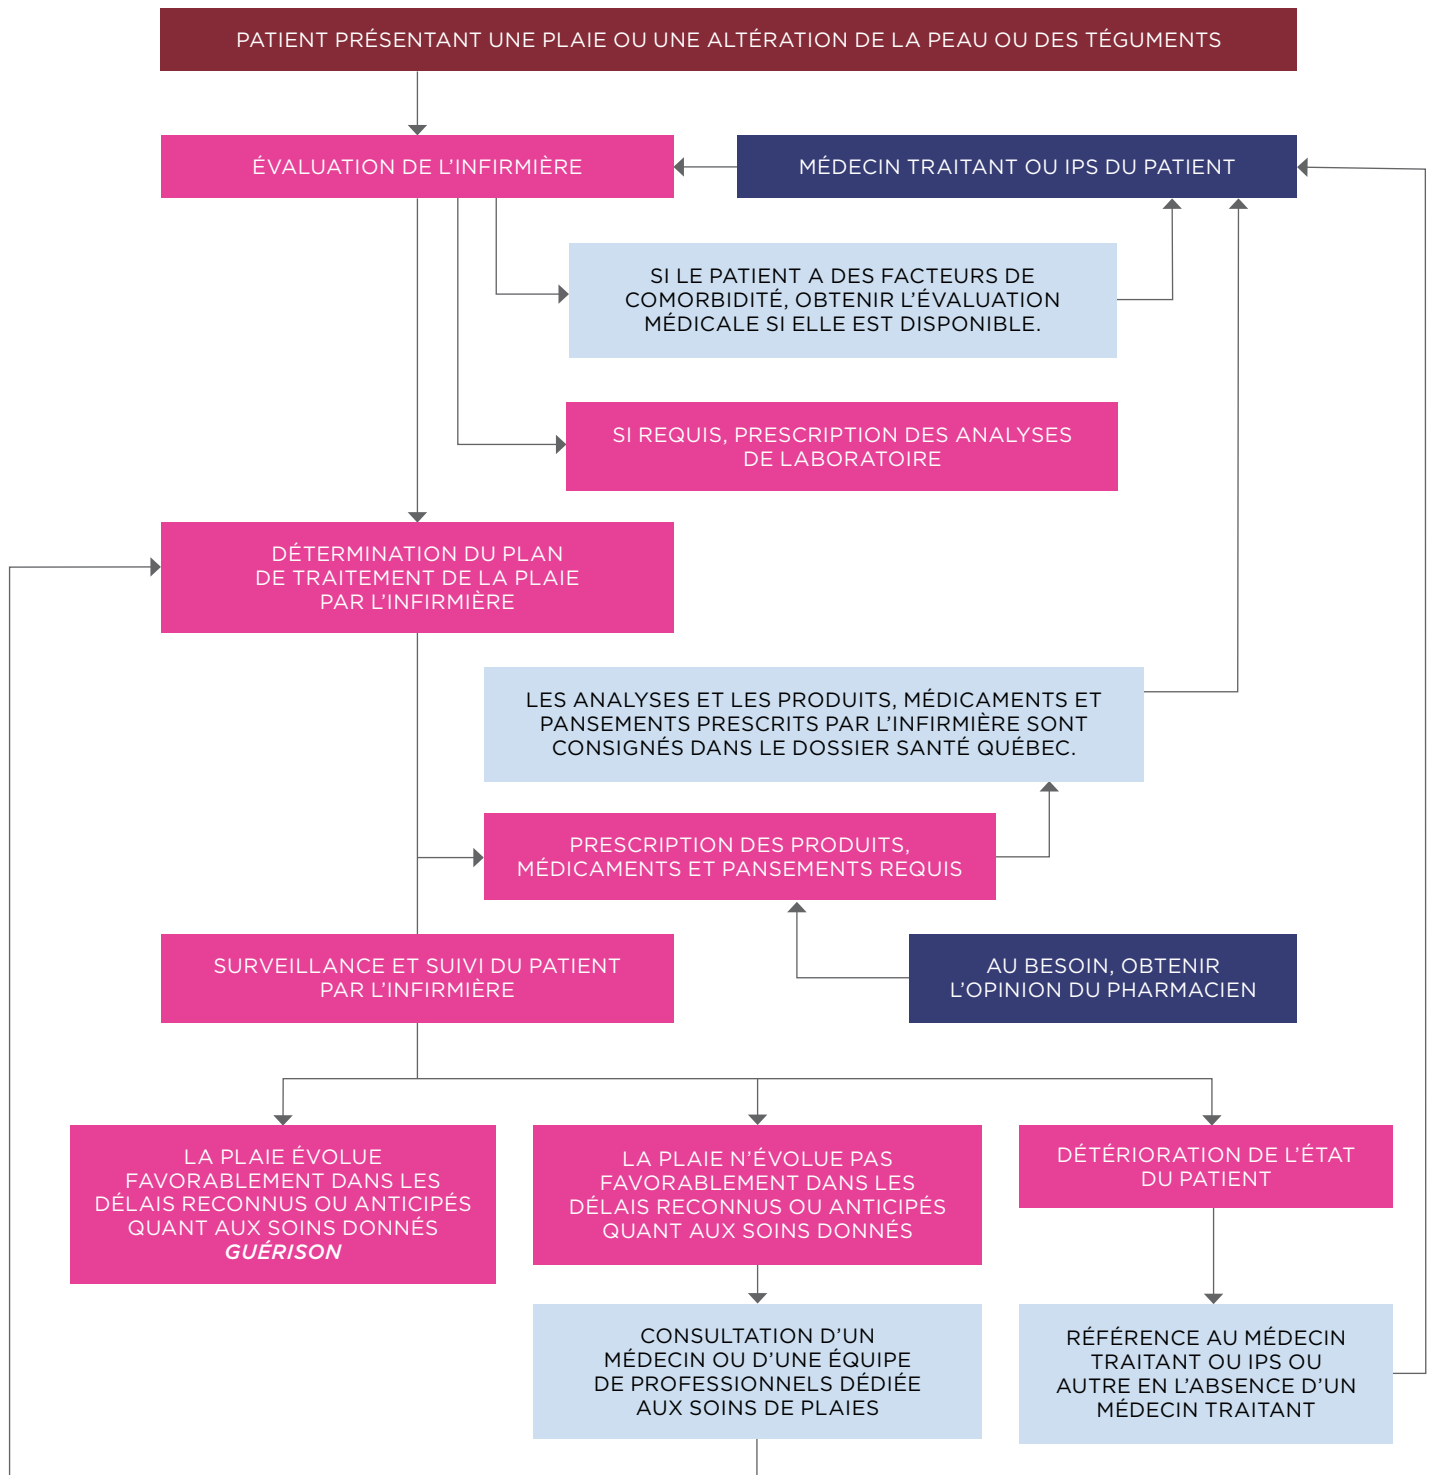 PATIENT PRÉSENTANT UNE PLAIE OU UNE ALTÉRATION DE LA PEAU OU DES TÉGUMENTS
ÉVALUATION DE L'INFIRMIÈRE
MÉDECIN TRAITANT OU IPS DU PATIENT
SI LE PATIENT A DES FACTEURS DE
COMORBIDITÉ, OBTENIR L'ÉVALUATION
MÉDICALE SI ELLE EST DISPONIBLE.
SI REQUIS, PRESCRIPTION DES ANALYSES
DE LABORATOIRE
DÉTERMINATION DU PLAN
DE TRAITEMENT DE LA PLAIE
PAR L'INFIRMIÈRE
LES ANALYSES ET LES PRODUITS, MÉDICAMENTS ET
PANSEMENTS PRESCRITS PAR L'INFIRMIÈRE SONT
CONSIGNÉS DANS LE DOSSIER SANTÉ QUÉBEC.
PRESCRIPTION DES PRODUITS,
MÉDICAMENTS ET PANSEMENTS REQUIS
SURVEILLANCE ET SUIVI DU PATIENT
PAR L'INFIRMIÈRE
AU BESOIN, OBTENIR
L'OPINION DU PHARMACIEN
LA PLAIE ÉVOLUE
FAVORABLEMENT DANS LES
DÉLAIS RECONNUS OU ANTICIPÉS
QUANT AUX SOINS DONNÉS
GUÉRISON
LA PLAIE N'ÉVOLUE PAS
FAVORABLEMENT DANS LES
DÉLAIS RECONNUS OU ANTICIPÉS
QUANT AUX SOINS DONNÉS
DÉTÉRIORATION DE L'ÉTAT
DU PATIENT
CONSULTATION D'UN
MÉDECIN OU D'UNE ÉQUIPE
DE PROFESSIONNELS DÉDIÉE
AUX SOINS DE PLAIES
RÉFÉRENCE AU MÉDECIN
TRAITANT OU IPS OU
AUTRE EN L'ABSENCE D'UN
MÉDECIN TRAITANT